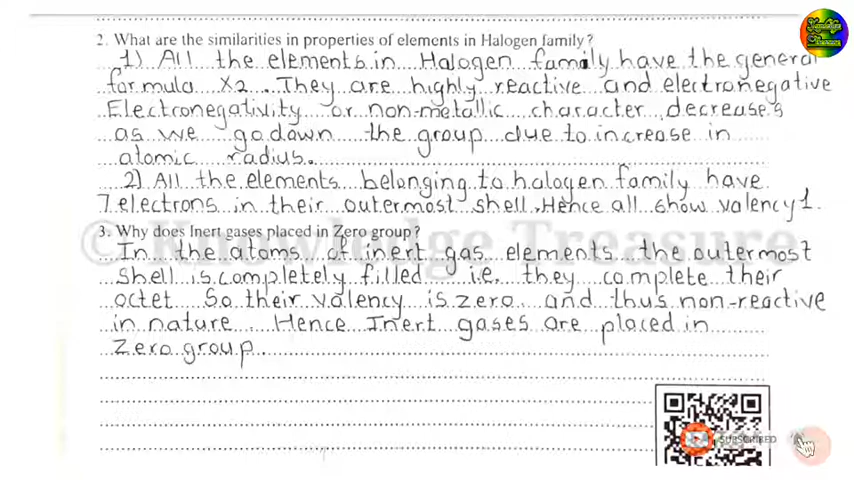 2. What are the similarities in properties of elements in Halogen family?
1) All the elements in Halogen family have the general
formula X2. They are highly reactive and electronegative
Electronegativity or non-metallic character decreases
as we go down the group due to increase in
atomic radius.
2) All the elements belonging to halogen family have
7 electrons in their outermost shell. Hence all show valency 1.
© Knowledge Treasure
3. Why does Inert gases placed in Zero group?
In the atoms of inert gas elements the outermost
shell is completely filled i.e. they complete their
octet So their valency is zero and thus non-reactive
in nature. Hence Inert gases are placed in
Zero group.
SUBSCRIBED